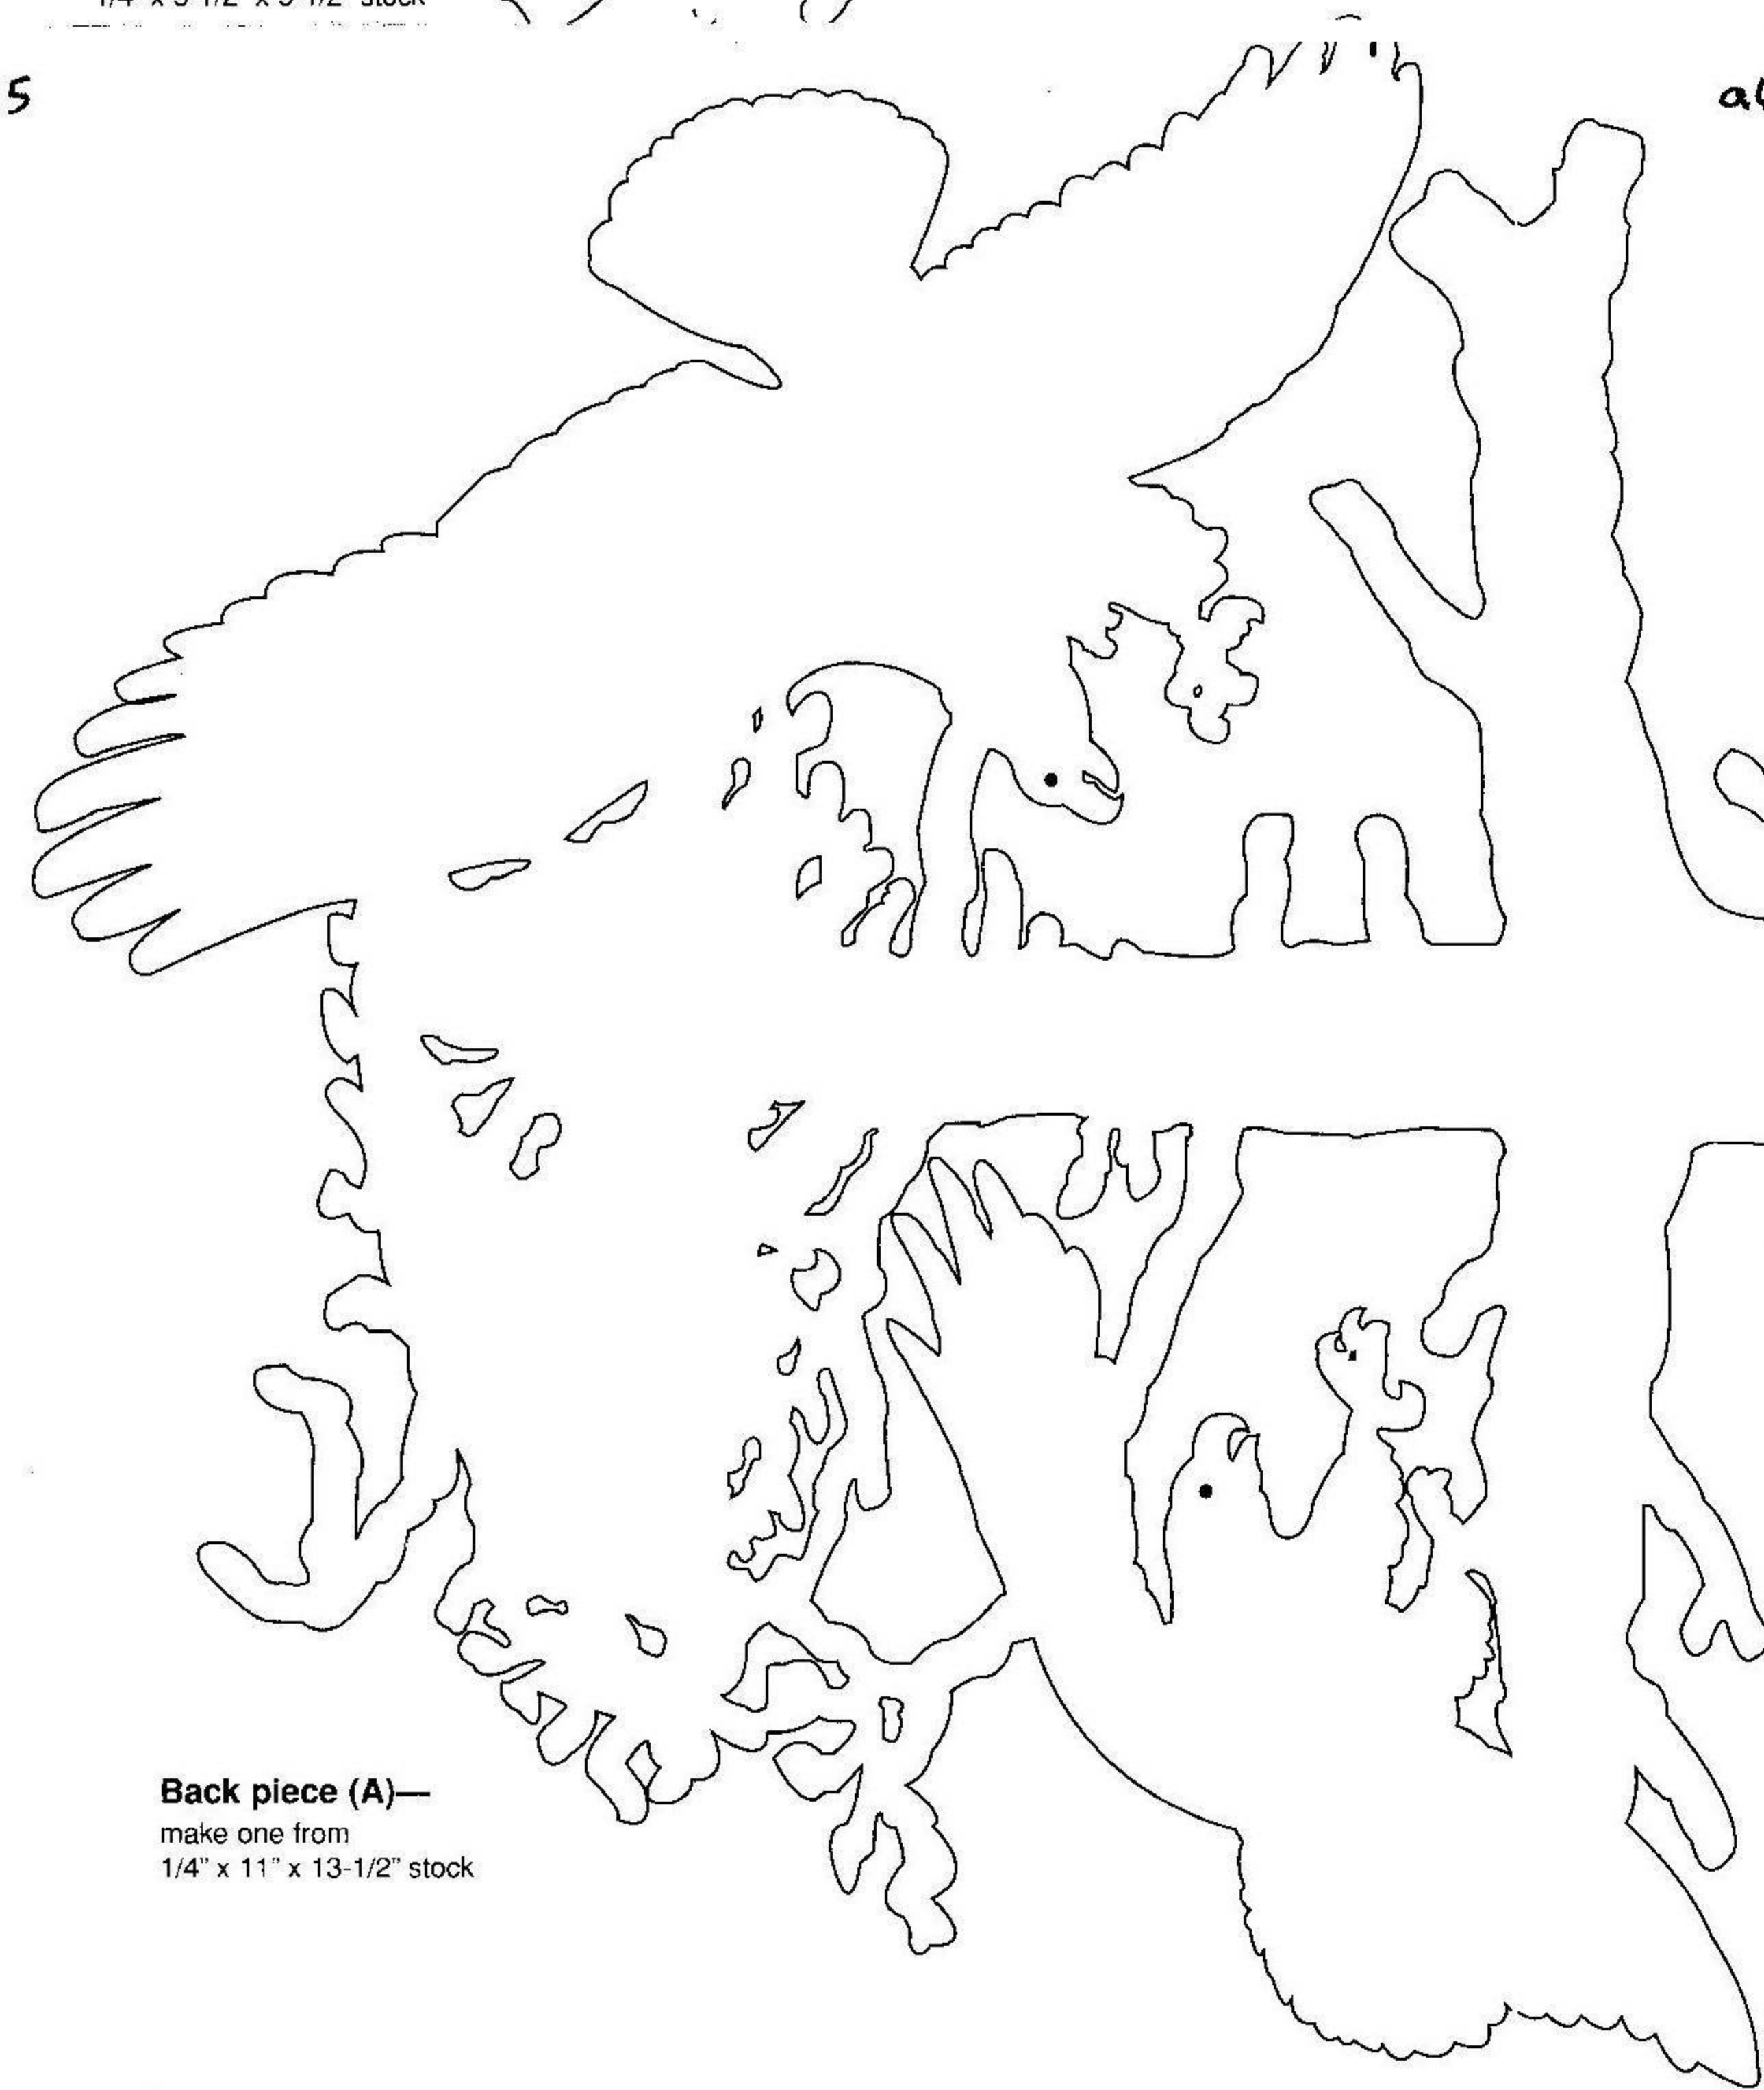 5
Back piece (A)—
make one from
1/4" x 11" x 13-1/2" stock